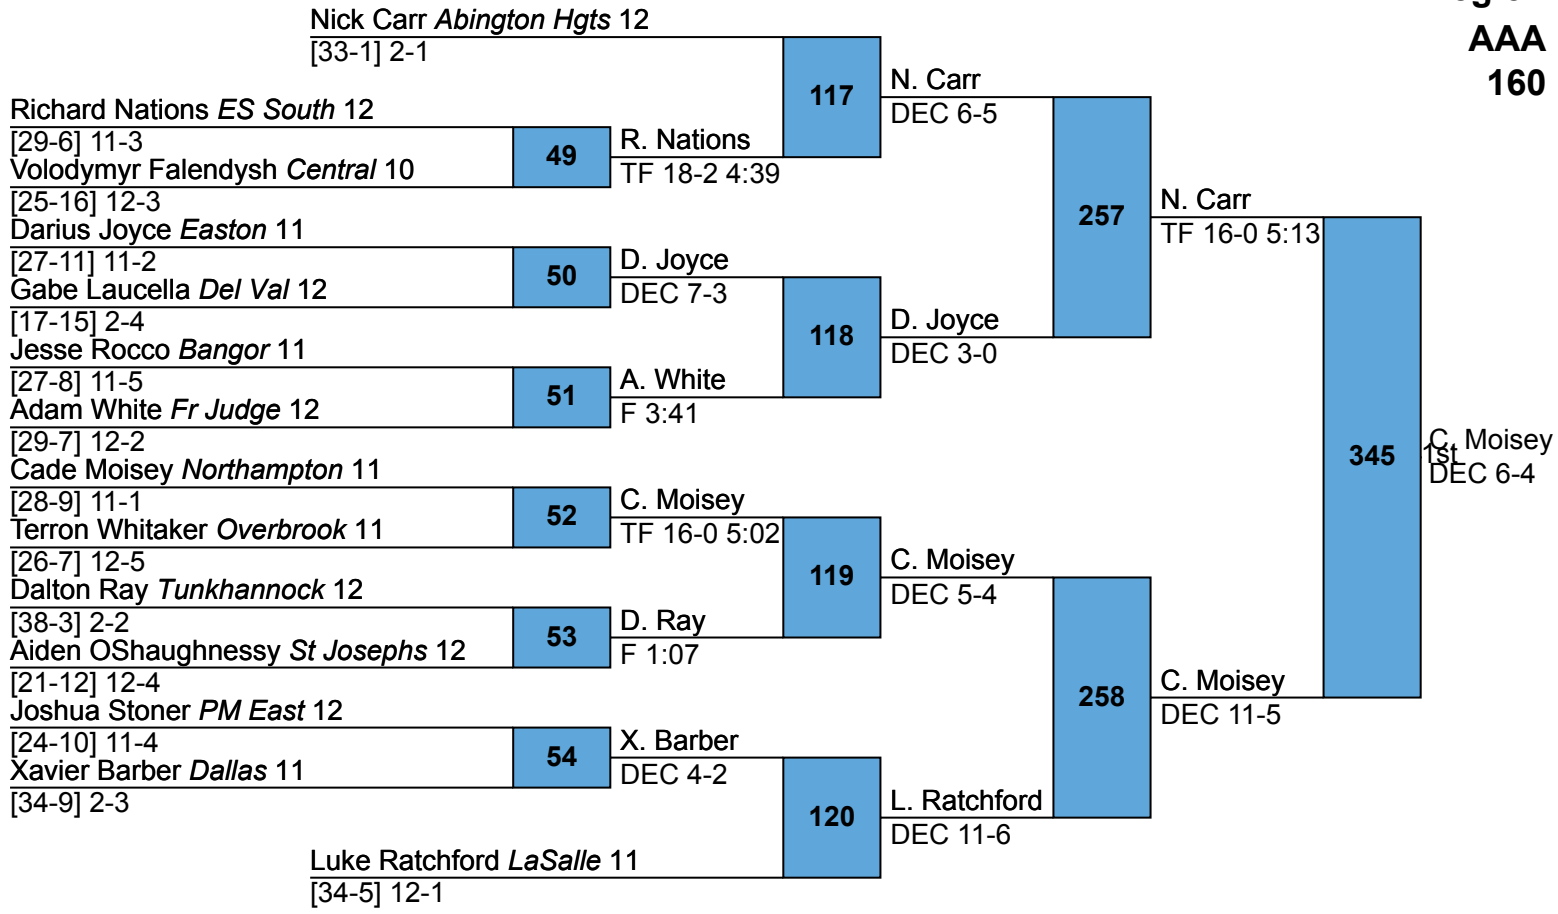 AAA
160
Nick Carr Abington Hgts 12
[33-1] 2-1
117
N. Carr
DEC 6-5
Richard Nations ES South 12
[29-6] 11-3
49
R. Nations
TF 18-2 4:39
Volodymyr Falendysh Central 10
[25-16] 12-3
257
N. Carr
TF 16-0 5:13
Darius Joyce Easton 11
[27-11] 11-2
50
D. Joyce
DEC 7-3
Gabe Laucella Del Val 12
[17-15] 2-4
118
D. Joyce
DEC 3-0
Jesse Rocco Bangor 11
[27-8] 11-5
51
A. White
F 3:41
Adam White Fr Judge 12
[29-7] 12-2
345
1st
C. Moisey
DEC 6-4
Cade Moisey Northampton 11
[28-9] 11-1
52
C. Moisey
TF 16-0 5:02
Terron Whitaker Overbrook 11
[26-7] 12-5
119
C. Moisey
DEC 5-4
Dalton Ray Tunkhannock 12
[38-3] 2-2
53
D. Ray
F 1:07
Aiden OShaughnessy St Josephs 12
[21-12] 12-4
258
C. Moisey
DEC 11-5
Joshua Stoner PM East 12
[24-10] 11-4
54
X. Barber
DEC 4-2
Xavier Barber Dallas 11
[34-9] 2-3
120
L. Ratchford
DEC 11-6
Luke Ratchford LaSalle 11
[34-5] 12-1